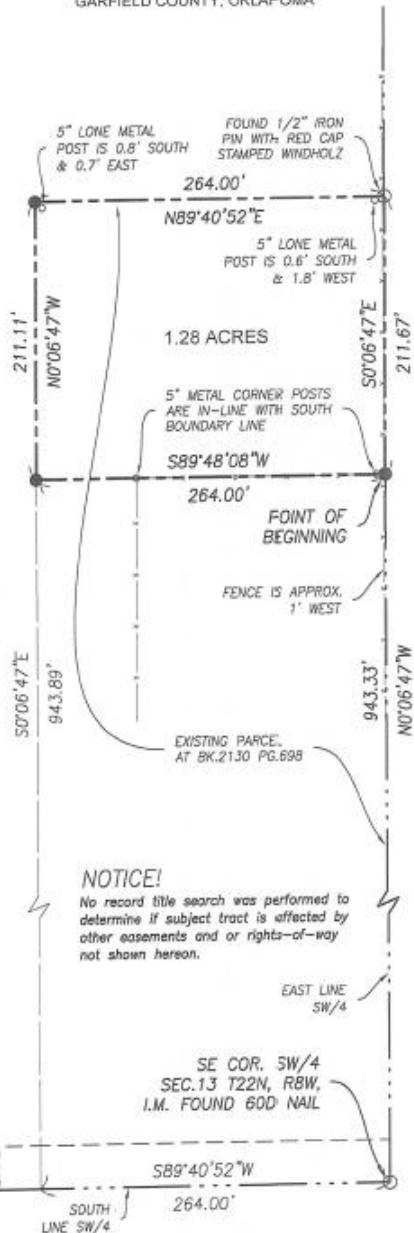 GARFIELD COUNTY, OKLAHOMA
5" LONE METAL
POST IS 0.8' SOUTH
& 0.7' EAST
FOUND 1/2" IRON
PIN WITH RED CAP
STAMPED WINDHOLZ
264.00'
N89°40'52"E
5" LONE METAL
POST IS 0.6' SOUTH
& 1.8' WEST
211.11'
N0°06'47"W
1.28 ACRES
S0°06'47"E
211.67'
5" METAL CORNER POSTS
ARE IN-LINE WITH SOUTH
BOUNDARY LINE
S89°48'08"W
264.00'
POINT OF
BEGINNING
FENCE IS APPROX.
1' WEST
S0°06'47"E
943.89'
943.33'
N0°06'47"W
EXISTING PARCEL
AT BK.2130 PG.698
NOTICE!
No record title search was performed to
determine if subject tract is affected by
other easements and or rights-of-way
not shown hereon.
EAST LINE
SW/4
SE COR. SW/4
SEC.13 T22N, R8W,
I.M. FOUND 60D NAIL
S89°40'52"W
264.00'
SOUTH
LINE SW/4